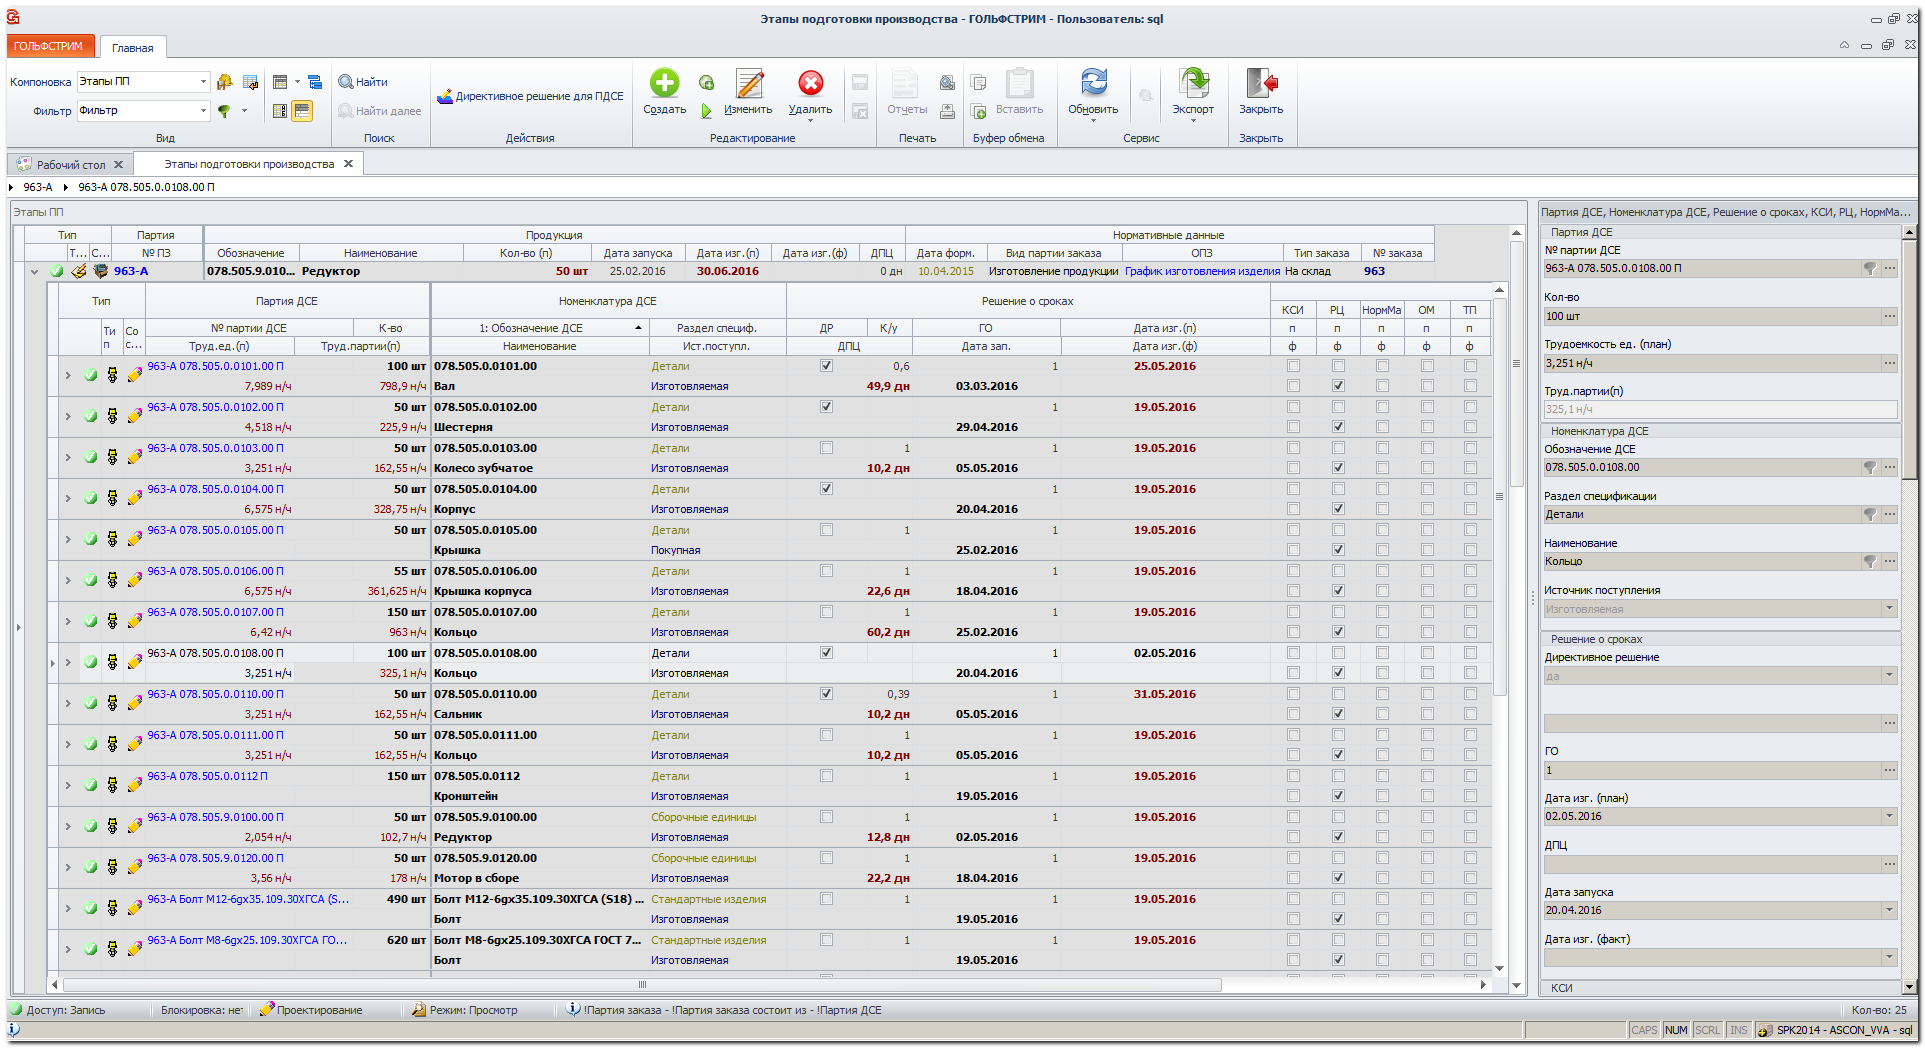 Этапы подготовки производства - ГОЛЬФСТРИМ - Пользователь: sql
ГОЛЬФСТРИМ Главная
Компоновка Этапы ПП
Фильтр Фильтр
Вид
Найти
Найти далее
Поиск
Директивное решение для ПДСЕ
Действия
Создать Изменить Удалить
Редактирование
Отчеты
Печать
Вставить
Буфер обмена
Обновить Экспорт
Сервис
Закрыть
Закрыть
Рабочий стол Этапы подготовки производства
963-А 963-А 078.505.0.0108.00 П
Этапы ПП
Тип Партия Продукция Нормативные данные
Т... С... № ПЗ Обозначение Наименование Кол-во (п) Дата запуска Дата изг.(п) Дата изг.(ф) ДПЦ Дата форм. Вид партии заказа ОПЗ Тип заказа № заказа
963-А 078.505.9.010... Редуктор 50 шт 25.02.2016 30.06.2016 0 дн 10.04.2015 Изготовление продукции График изготовления изделия На склад 963
Тип Партия ДСЕ Номенклатура ДСЕ Решение о сроках
КСИ РЦ НормМа ОМ ТП
Ти п Со с... № партии ДСЕ К-во 1: Обозначение ДСЕ Раздел специф. ДР К/у ГО Дата изг.(п) п п п п п
Труд.ед.(п) Труд.партии(п) Наименование Ист.поступл. ДПЦ Дата зап. Дата изг.(ф) ф ф ф ф ф
963-А 078.505.0.0101.00 П 100 шт 078.505.0.0101.00 Детали 0,6 1 25.05.2016
7,989 н/ч 798,9 н/ч Вал Изготовляемая 49,9 дн 03.03.2016
963-А 078.505.0.0102.00 П 50 шт 078.505.0.0102.00 Детали 1 19.05.2016
4,518 н/ч 225,9 н/ч Шестерня Изготовляемая 29.04.2016
963-А 078.505.0.0103.00 П 50 шт 078.505.0.0103.00 Детали 1 1 19.05.2016
3,251 н/ч 162,55 н/ч Колесо зубчатое Изготовляемая 10,2 дн 05.05.2016
963-А 078.505.0.0104.00 П 50 шт 078.505.0.0104.00 Детали 1 19.05.2016
6,575 н/ч 328,75 н/ч Корпус Изготовляемая 20.04.2016
963-А 078.505.0.0105.00 П 50 шт 078.505.0.0105.00 Детали 1 1 19.05.2016
Крышка Покупная 25.02.2016
963-А 078.505.0.0106.00 П 55 шт 078.505.0.0106.00 Детали 1 1 19.05.2016
6,575 н/ч 361,625 н/ч Крышка корпуса Изготовляемая 22,6 дн 18.04.2016
963-А 078.505.0.0107.00 П 150 шт 078.505.0.0107.00 Детали 1 1 19.05.2016
6,42 н/ч 963 н/ч Кольцо Изготовляемая 60,2 дн 25.02.2016
963-А 078.505.0.0108.00 П 100 шт 078.505.0.0108.00 Детали 1 02.05.2016
3,251 н/ч 325,1 н/ч Кольцо Изготовляемая 20.04.2016
963-А 078.505.0.0110.00 П 50 шт 078.505.0.0110.00 Детали 0,39 1 31.05.2016
3,251 н/ч 162,55 н/ч Сальник Изготовляемая 10,2 дн 05.05.2016
963-А 078.505.0.0111.00 П 50 шт 078.505.0.0111.00 Детали 1 1 19.05.2016
3,251 н/ч 162,55 н/ч Кольцо Изготовляемая 10,2 дн 05.05.2016
963-А 078.505.0.0112 П 150 шт 078.505.0.0112 Детали 1 1 19.05.2016
Кронштейн Изготовляемая 19.05.2016
963-А 078.505.9.0100.00 П 50 шт 078.505.9.0100.00 Сборочные единицы 1 1 19.05.2016
2,054 н/ч 102,7 н/ч Редуктор Изготовляемая 12,8 дн 02.05.2016
963-А 078.505.9.0120.00 П 50 шт 078.505.9.0120.00 Сборочные единицы 1 1 19.05.2016
3,56 н/ч 178 н/ч Мотор в сборе Изготовляемая 22,2 дн 18.04.2016
963-А Болт М12-6gх35.109.30ХГСА (S... 490 шт Болт М12-6gх35.109.30ХГСА (S18) ... Стандартные изделия 1 1 19.05.2016
Болт Изготовляемая 19.05.2016
963-А Болт М8-6gх25.109.30ХГСА ГО... 620 шт Болт М8-6gх25.109.30ХГСА ГОСТ 7... Стандартные изделия 1 1 19.05.2016
Болт Изготовляемая 19.05.2016
Партия ДСЕ, Номенклатура ДСЕ, Решение о сроках, КСИ, РЦ, НормМа...
Партия ДСЕ
№ партии ДСЕ
963-А 078.505.0.0108.00 П
Кол-во
100 шт
Трудоемкость ед. (план)
3,251 н/ч
Труд.партии(п)
325,1 н/ч
Номенклатура ДСЕ
Обозначение ДСЕ
078.505.0.0108.00
Раздел спецификации
Детали
Наименование
Кольцо
Источник поступления
Изготовляемая
Решение о сроках
Директивное решение
да
ГО
1
Дата изг. (план)
02.05.2016
ДПЦ
Дата запуска
20.04.2016
Дата изг. (факт)
КСИ
Доступ: Запись Блокировка: нет Проектирование Режим: Просмотр !Партия заказа - !Партия заказа состоит из - !Партия ДСЕ Кол-во: 25
CAPS NUM SCRL INS SPK2014 - ASCON_VVA - sql